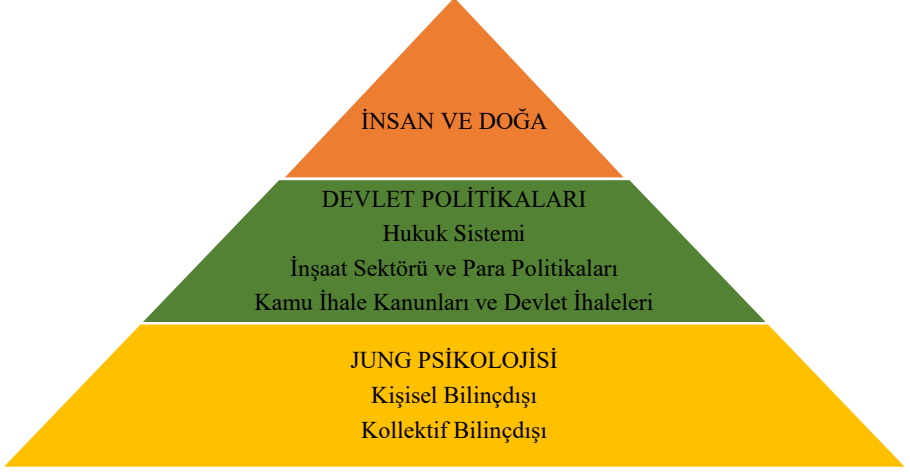 İNSAN VE DOĞA
DEVLET POLİTİKALARI
Hukuk Sistemi
İnşaat Sektörü ve Para Politikaları
Kamu İhale Kanunları ve Devlet İhaleleri
JUNG PSİKOLOJİSİ
Kişisel Bilinçdışı
Kollektif Bilinçdışı